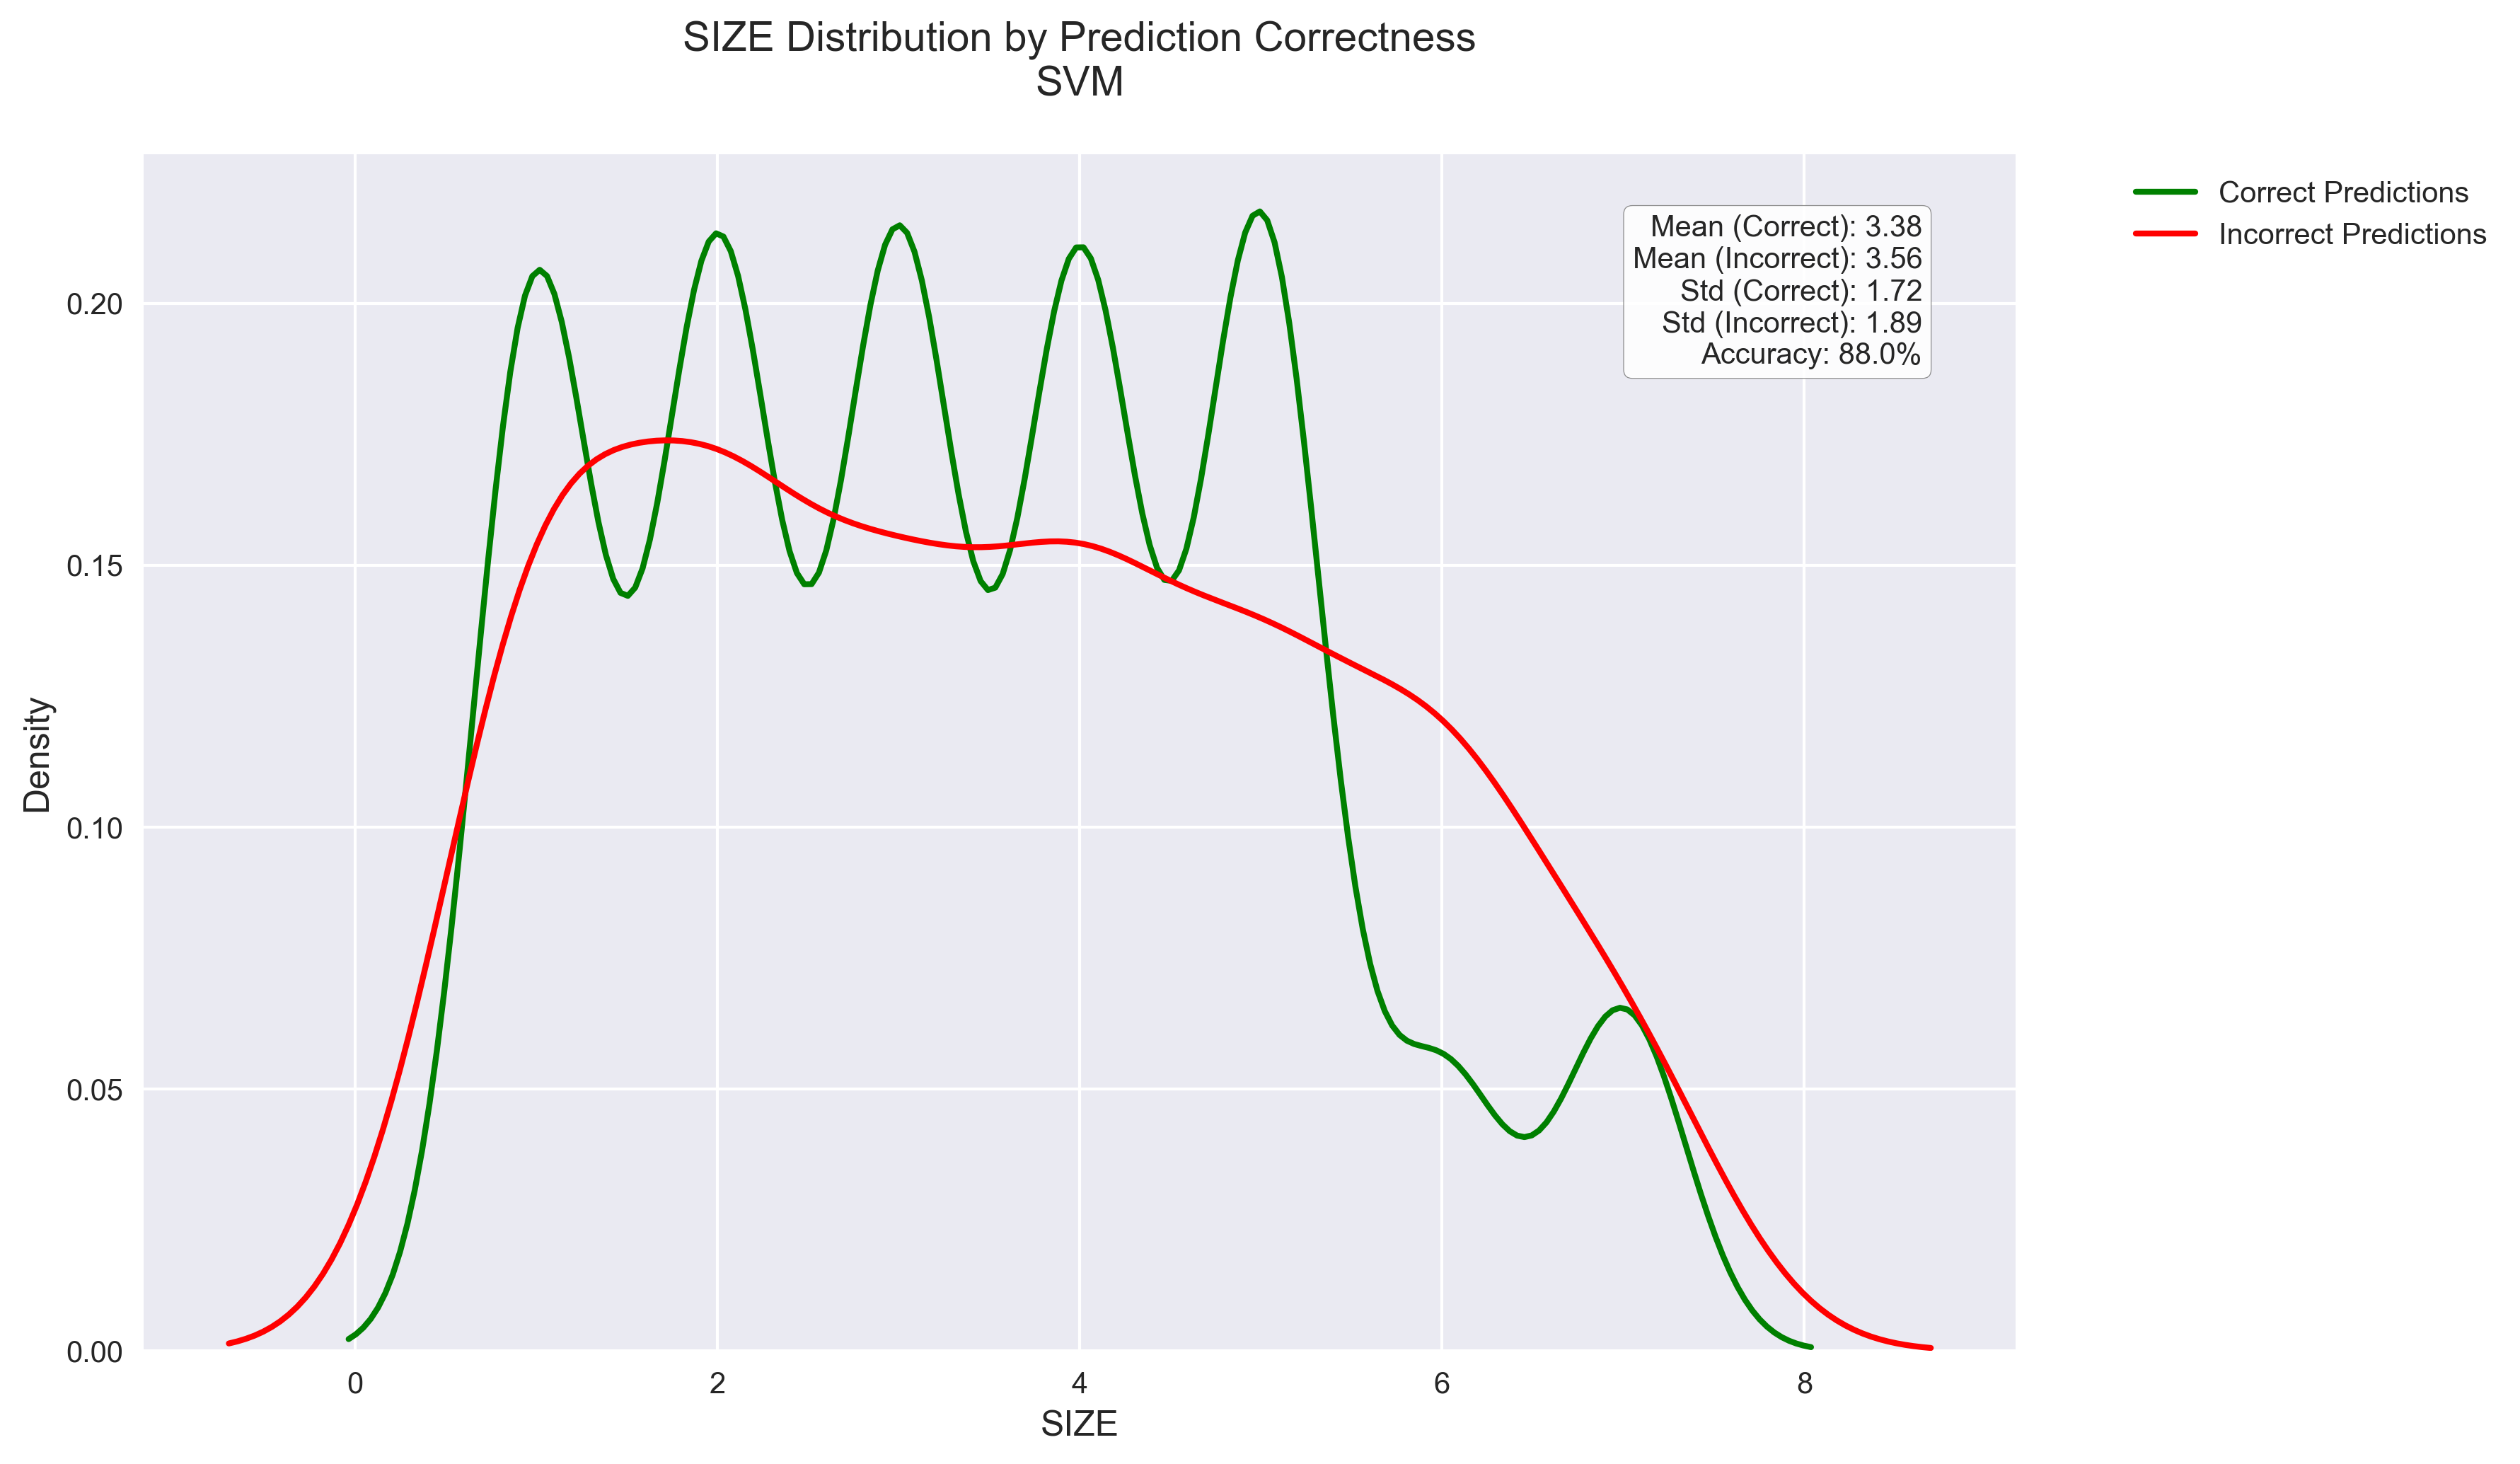 SIZE Distribution by Prediction Correctness
SVM
Correct Predictions
Incorrect Predictions
Mean (Correct): 3.38
Mean (Incorrect): 3.56
Std (Correct): 1.72
Std (Incorrect): 1.89
Accuracy: 88.0%
Density
0.20
0.15
0.10
0.05
0.00
0 2 4 6 8
SIZE